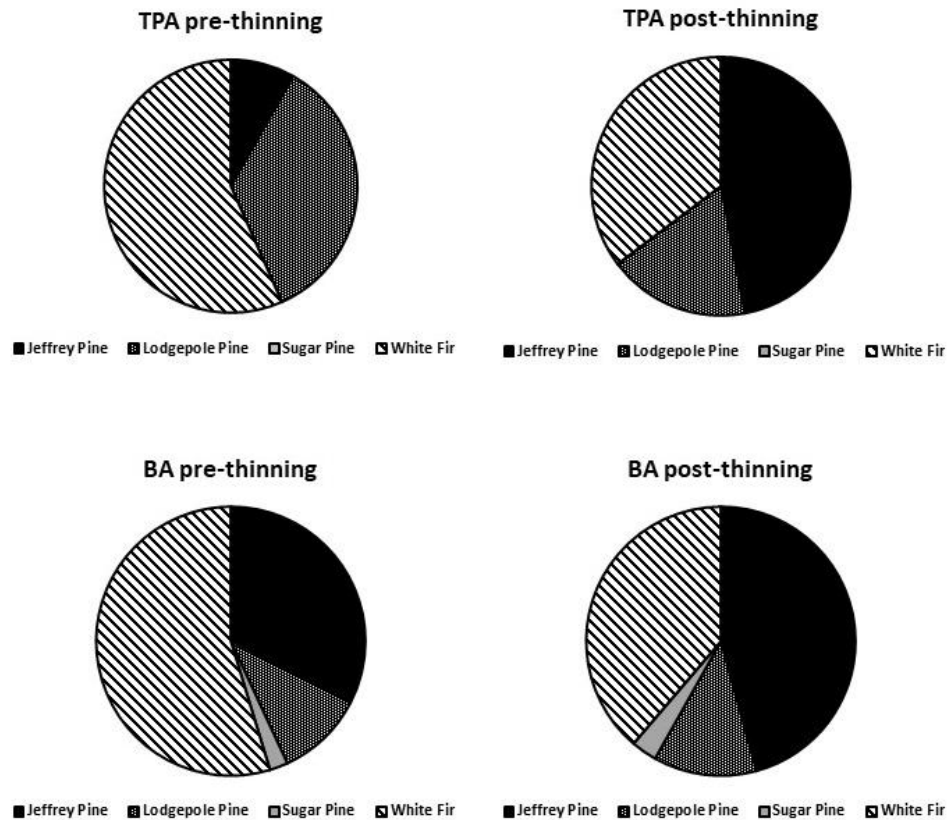 TPA pre-thinning
TPA post-thinning
Jeffrey Pine Lodgepole Pine Sugar Pine White Fir
Jeffrey Pine Lodgepole Pine Sugar Pine White Fir
BA pre-thinning
BA post-thinning
Jeffrey Pine Lodgepole Pine Sugar Pine White Fir
Jeffrey Pine Lodgepole Pine Sugar Pine White Fir